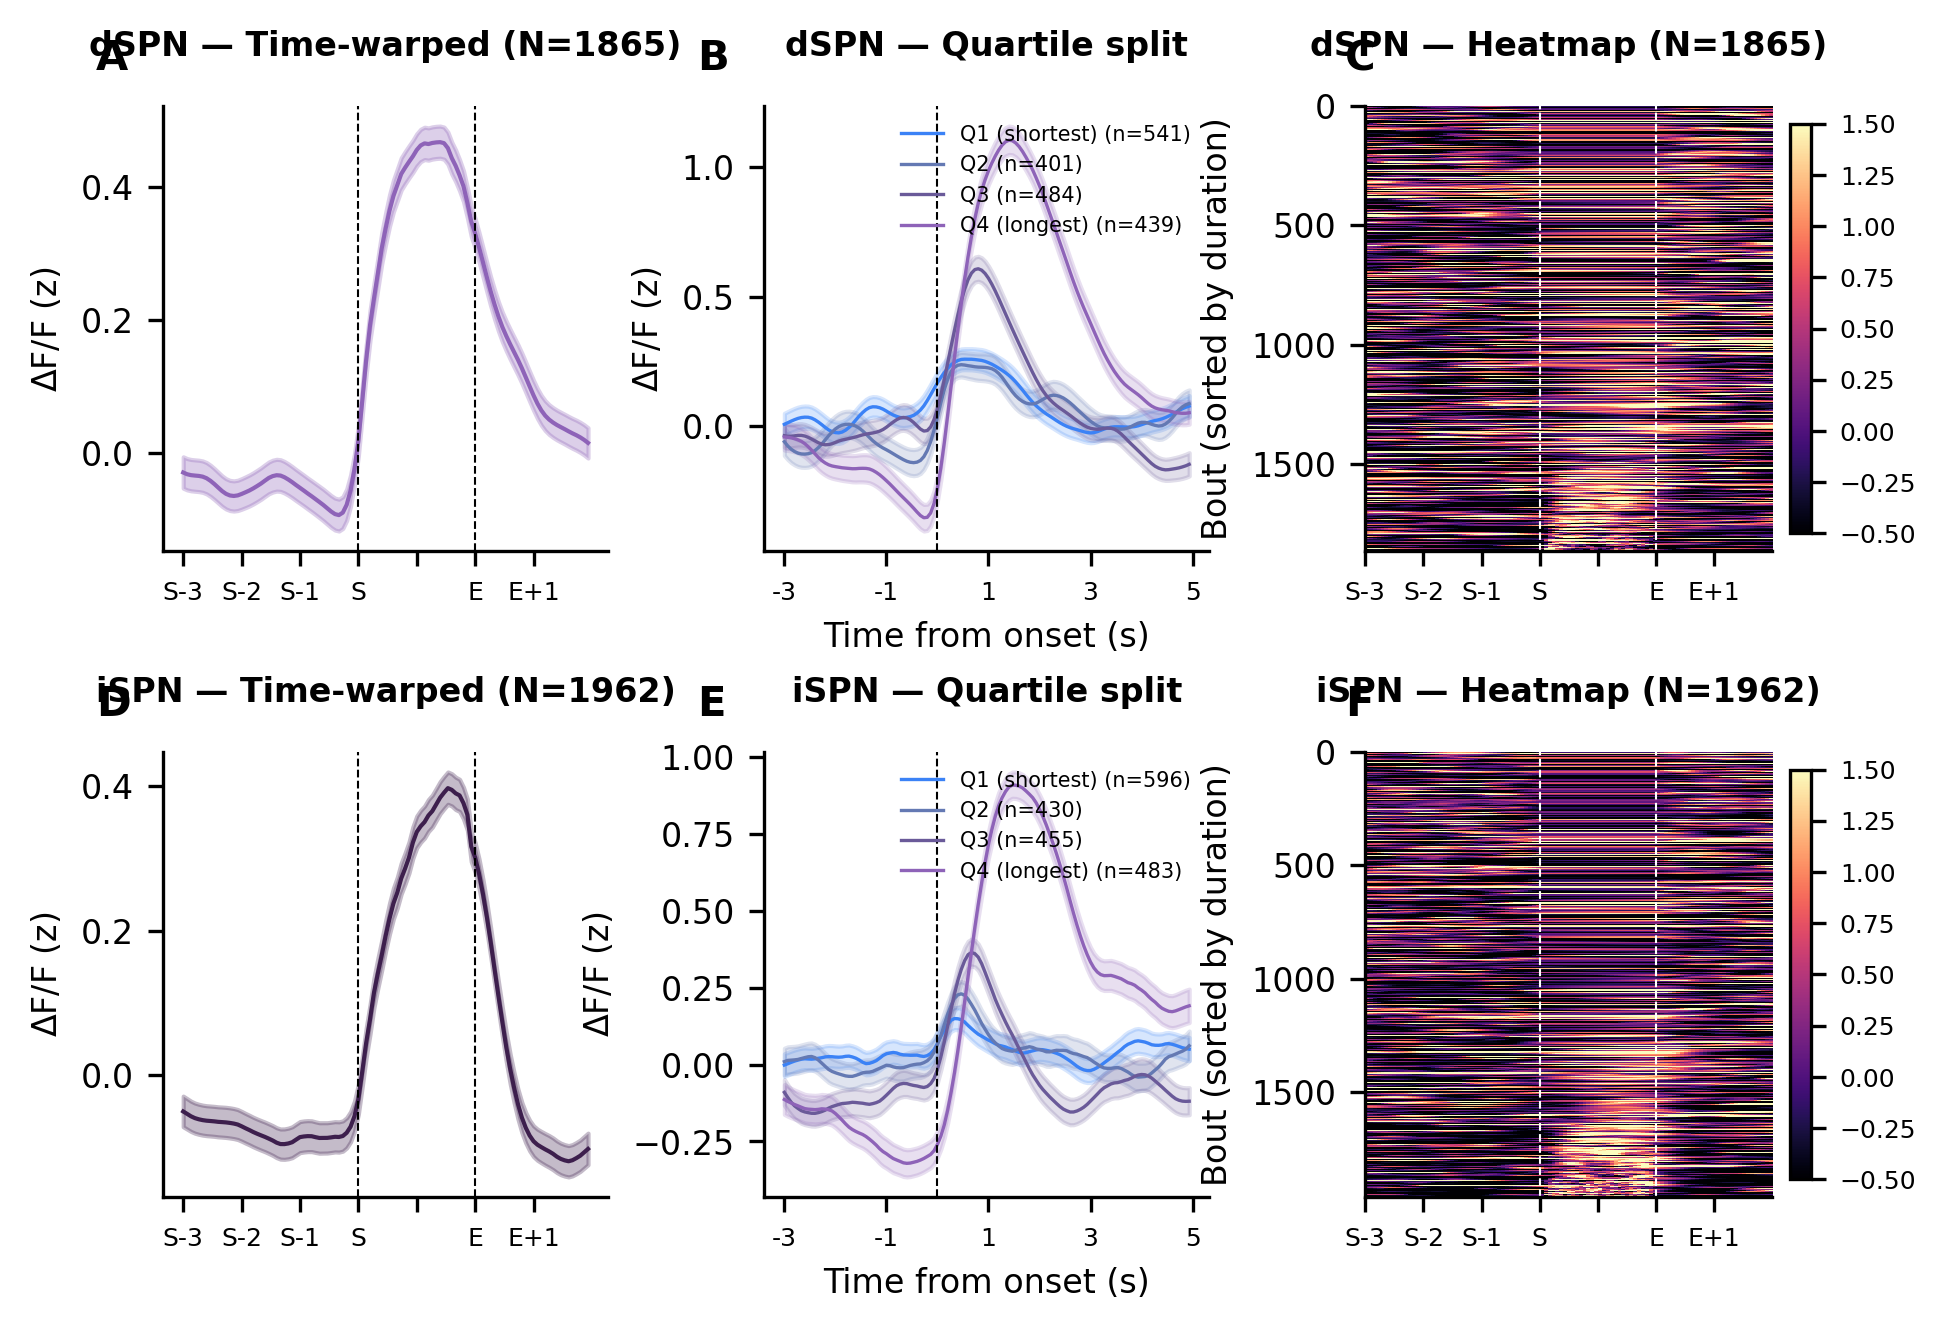 A
dSPN — Time-warped (N=1865)
ΔF/F (z)
0.4
0.2
0.0
S-3 S-2 S-1 S E E+1
B
dSPN — Quartile split
ΔF/F (z)
1.0
0.5
0.0
Q1 (shortest) (n=541)
Q2 (n=401)
Q3 (n=484)
Q4 (longest) (n=439)
-3 -1 1 3 5
Time from onset (s)
C
dSPN — Heatmap (N=1865)
Bout (sorted by duration)
0
500
1000
1500
S-3 S-2 S-1 S E E+1
1.50
1.25
1.00
0.75
0.50
0.25
0.00
−0.25
−0.50
D
iSPN — Time-warped (N=1962)
ΔF/F (z)
0.4
0.2
0.0
S-3 S-2 S-1 S E E+1
E
iSPN — Quartile split
ΔF/F (z)
1.00
0.75
0.50
0.25
0.00
−0.25
Q1 (shortest) (n=596)
Q2 (n=430)
Q3 (n=455)
Q4 (longest) (n=483)
-3 -1 1 3 5
Time from onset (s)
F
iSPN — Heatmap (N=1962)
Bout (sorted by duration)
0
500
1000
1500
S-3 S-2 S-1 S E E+1
1.50
1.25
1.00
0.75
0.50
0.25
0.00
−0.25
−0.50